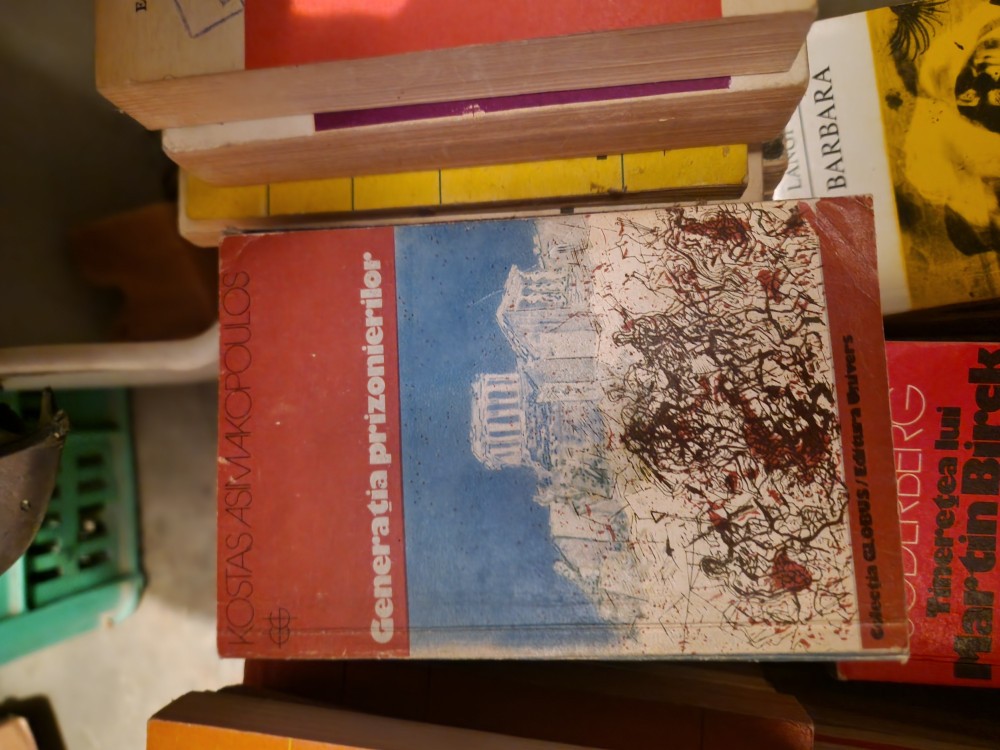 KOSTAS ASIMAKOPOULOS
Generația prizonierilor
Colecția GLOBUS/Editura Univers
BARBARA
Tinerețea lui
Martin Birck